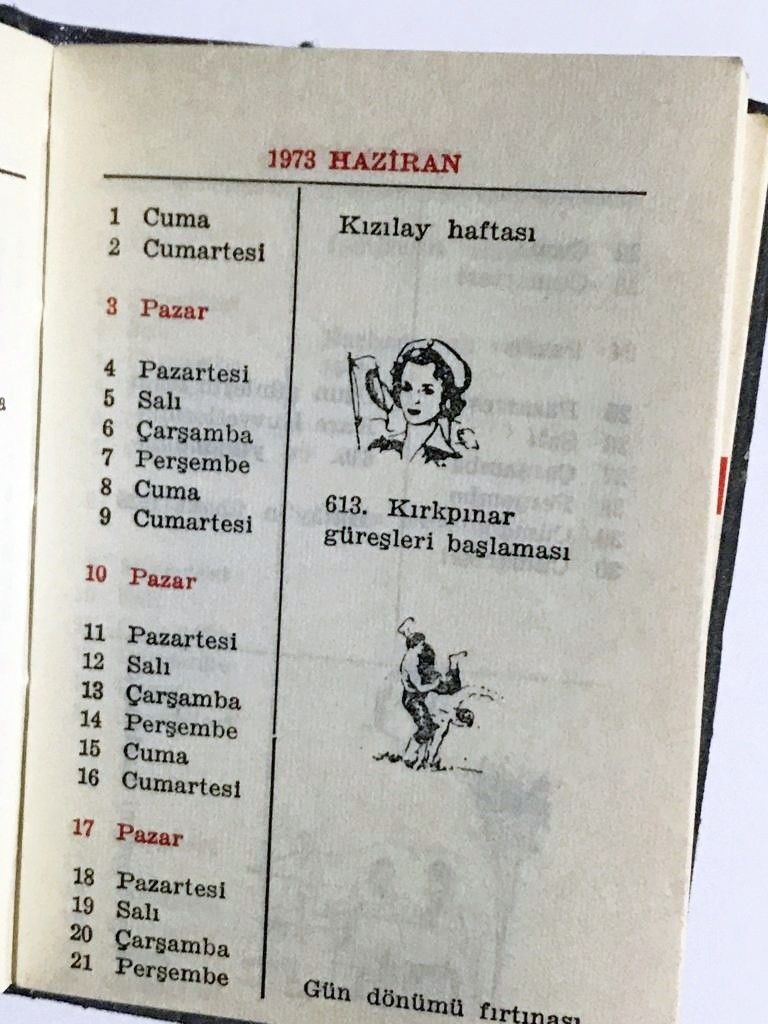 1973 HAZİRAN
1 Cuma
2 Cumartesi
3 Pazar
4 Pazartesi
5 Salı
6 Çarşamba
7 Perşembe
8 Cuma
9 Cumartesi
10 Pazar
11 Pazartesi
12 Salı
13 Çarşamba
14 Perşembe
15 Cuma
16 Cumartesi
17 Pazar
18 Pazartesi
19 Salı
20 Çarşamba
21 Perşembe
Kızılay haftası
613. Kırkpınar
güreşleri başlaması
Gün dönümü fırtınası